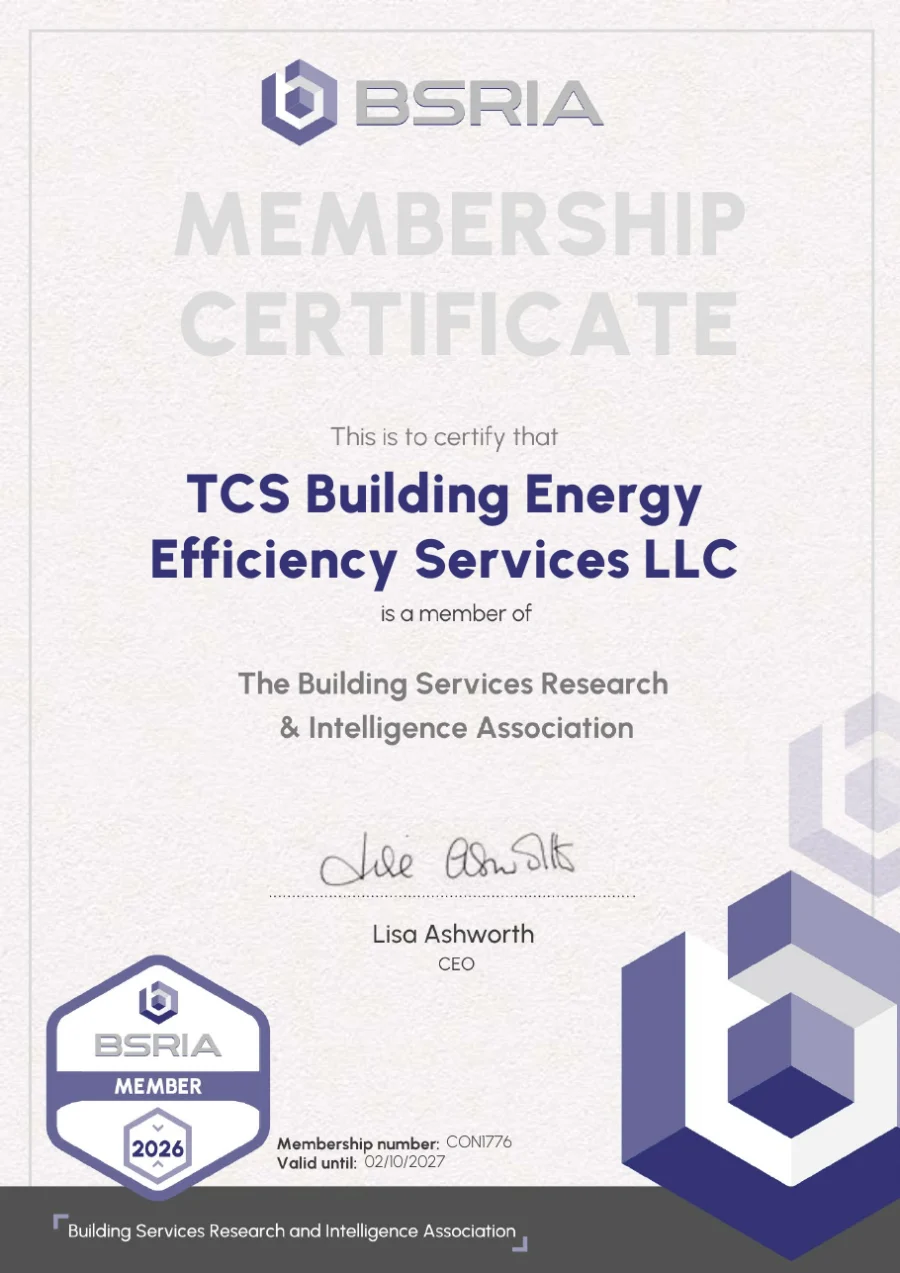 BSRIA
MEMBERSHIP
CERTIFICATE
This is to certify that
TCS Building Energy
Efficiency Services LLC
is a member of
The Building Services Research
& Intelligence Association
Lisa Ashworth
Lisa Ashworth
CEO
BSRIA
MEMBER
2026
Membership number: CON1776
Valid until: 02/10/2027
Building Services Research and Intelligence Association